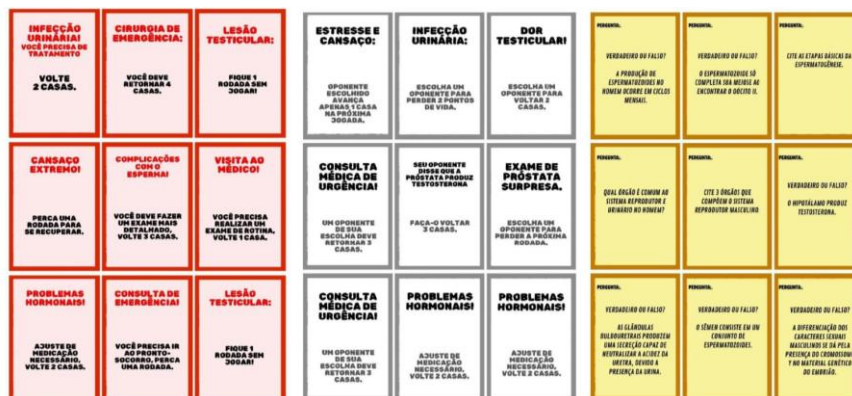 INFECÇÃO
URINÁRIA!
VOCÊ PRECISA DE
TRATAMENTO
VOLTE
2 CASAS.
CIRURGIA DE
EMERGÊNCIA:
VOCÊ DEVE
RETORNAR 4
CASAS.
LESÃO
TESTICULAR:
FIQUE 1
RODADA SEM
JOGAR!
CANSAÇO
EXTREMO!
PERCA UMA
RODADA PARA
SE RECUPERAR.
COMPLICAÇÕES
COM O
ESPERMA!
VOCÊ DEVE FAZER
UM EXAME MAIS
DETALHADO,
VOLTE 3 CASAS.
VISITA AO
MÉDICO!
VOCÊ PRECISA
REALIZAR UM
EXAME DE ROTINA,
VOLTE 1 CASA.
PROBLEMAS
HORMONAIS!
AJUSTE DE
MEDICAÇÃO
NECESSÁRIO,
VOLTE 2 CASAS.
CONSULTA DE
EMERGÊNCIA!
VOCÊ PRECISA IR
AO PRONTO-
SOCORRO, PERCA
UMA RODADA.
LESÃO
TESTICULAR:
FIQUE 1
RODADA SEM
JOGAR!
ESTRESSE E
CANSAÇO:
OPONENTE
ESCOLHIDO
AVANÇA
APENAS 1 CASA
NA PRÓXIMA
JOGADA.
INFECÇÃO
URINÁRIA:
ESCOLHA UM
OPONENTE PARA
PERDER 2 PONTOS
DE VIDA.
DOR
TESTICULAR!
ESCOLHA UM
OPONENTE PARA
VOLTAR 2
CASAS.
CONSULTA
MÉDICA DE
URGÊNCIA!
UM OPONENTE
DE SUA
ESCOLHA DEVE
RETORNAR 3
CASAS.
SEU OPONENTE
DISSE QUE A
PRÓSTATA PRODUZ
TESTOSTERONA
FAÇA-O VOLTAR
3 CASAS.
EXAME DE
PRÓSTATA
SURPRESA.
ESCOLHA UM
OPONENTE PARA
PERDER A PRÓXIMA
RODADA.
CONSULTA
MÉDICA DE
URGÊNCIA!
UM OPONENTE
DE SUA
ESCOLHA DEVE
RETORNAR 3
CASAS.
PROBLEMAS
HORMONAIS!
AJUSTE DE
MEDICAÇÃO
NECESSÁRIO,
VOLTE 2 CASAS.
PROBLEMAS
HORMONAIS!
AJUSTE DE
MEDICAÇÃO
NECESSÁRIO,
VOLTE 2 CASAS.
PERGUNTA.
VERDADEIRO OU FALSO?
A PRODUÇÃO DE
ESPERMATOZOIDES NO
HOMEM OCORRE EM CICLOS
MENSAIS.
PERGUNTA.
VERDADEIRO OU FALSO?
O ESPERMATOZOIDE SÓ
COMPLETA SUA MEIOSE AO
ENCONTRAR O OÓCITO II.
PERGUNTA.
CITE AS ETAPAS BÁSICAS DA
ESPERMATOGÊNESE.
PERGUNTA.
QUAL ÓRGÃO É COMUM AO
SISTEMA REPRODUTOR E
URINÁRIO NO HOMEM?
PERGUNTA.
CITE 3 ÓRGÃOS QUE
COMPÕEM O SISTEMA
REPRODUTOR MASCULINO.
PERGUNTA.
VERDADEIRO OU FALSO?
O HIPOTÁLAMO PRODUZ
TESTOSTERONA.
PERGUNTA.
VERDADEIRO OU FALSO?
AS GLÂNDULAS
BULBOURETRAIS PRODUZEM
UMA SECREÇÃO CAPAZ DE
NEUTRALIZAR A ACIDEZ DA
URETRA, DEVIDO A
PRESENÇA DA URINA.
PERGUNTA.
VERDADEIRO OU FALSO?
O SÊMEN CONSISTE EM UM
CONJUNTO DE
ESPERMATOZOIDES.
PERGUNTA.
VERDADEIRO OU FALSO?
A DIFERENCIAÇÃO DOS
CARACTERES SEXUAIS
MASCULINOS SE DÁ PELA
PRESENÇA DO CROMOSSOMO
Y NO MATERIAL GENÉTICO
DO EMBRIÃO.